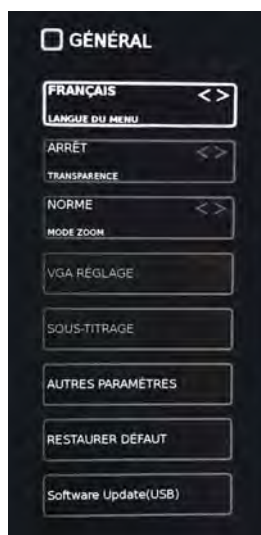 GÉNÉRAL
FRANÇAIS < >
LANGUE DU MENU
ARRÊT < >
TRANSPARENCE
NORME < >
MODE ZOOM
VGA RÉGLAGE
SOUS-TITRAGE
AUTRES PARAMÈTRES
RESTAURER DÉFAUT
Software Update(USB)